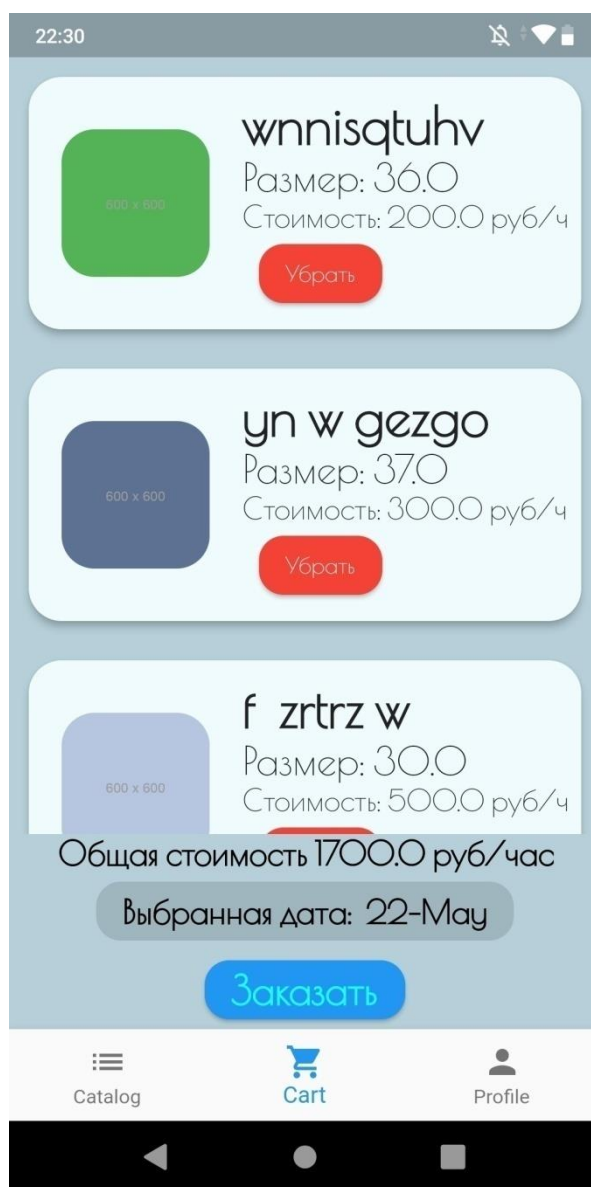 22:30
wnnisqtuhv
Размер: 36.0
600 x 600
Стоимость: 200.0 руб/ч
Убрать
yn w gezgo
Размер: 37.0
600 x 600
Стоимость: 300.0 руб/ч
Убрать
f zrtrz w
Размер: 30.0
600 x 600
Стоимость: 500.0 руб/ч
Общая стоимость 1700.0 руб/час
Выбранная дата: 22-May
Заказать
Catalog
Cart
Profile